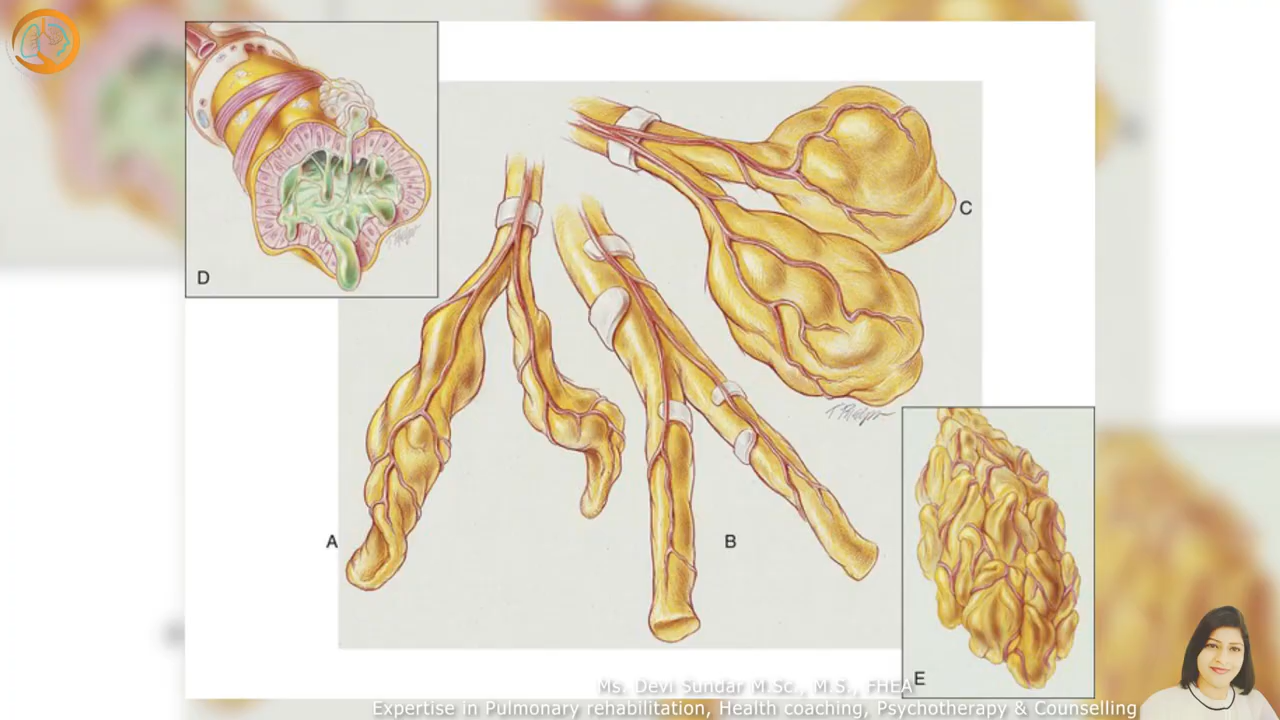 D
C
A
B
E
Ms. Devi Sundar M.Sc., M.S., FHEA
Expertise in Pulmonary rehabilitation, Health coaching, Psychotherapy & Counselling